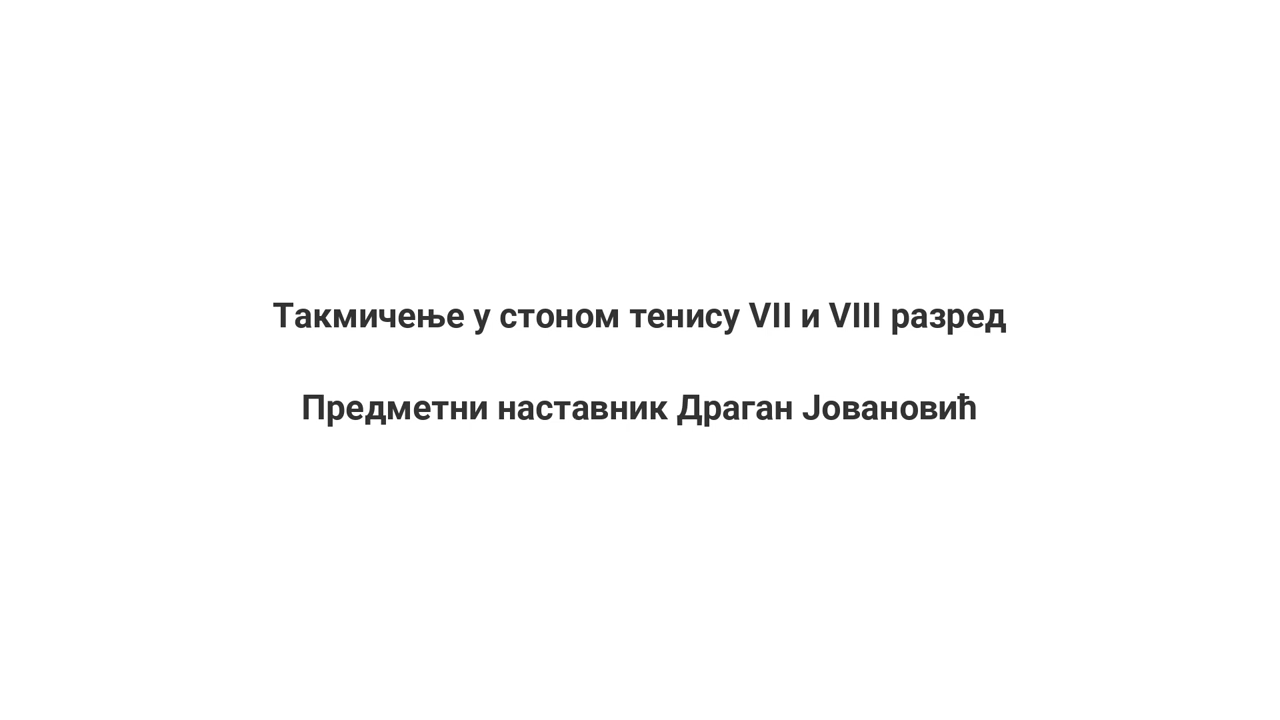 Такмичење у стоном тенису VII и VIII разред
Предметни наставник Драган Јовановић